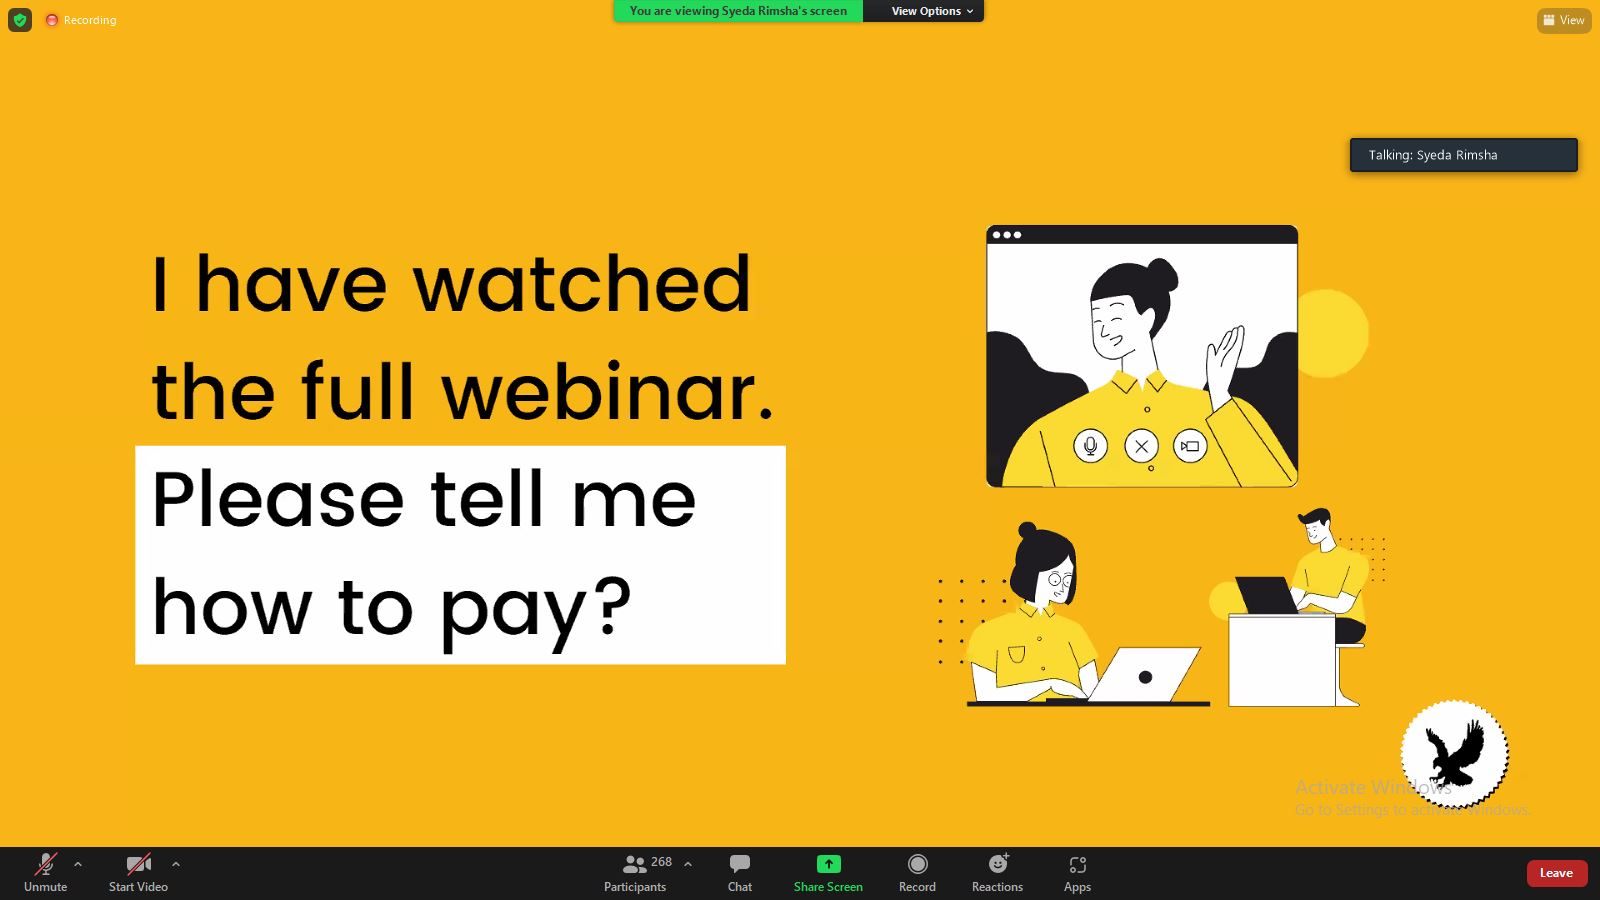 Recording
You are viewing Syeda Rimsha's screen
View Options
View
Talking: Syeda Rimsha
I have watched
the full webinar.
Please tell me
how to pay?
Activate Windows
Go to Settings to activate Windows.
Unmute
Start Video
268
Participants
Chat
Share Screen
Record
Reactions
Apps
Leave